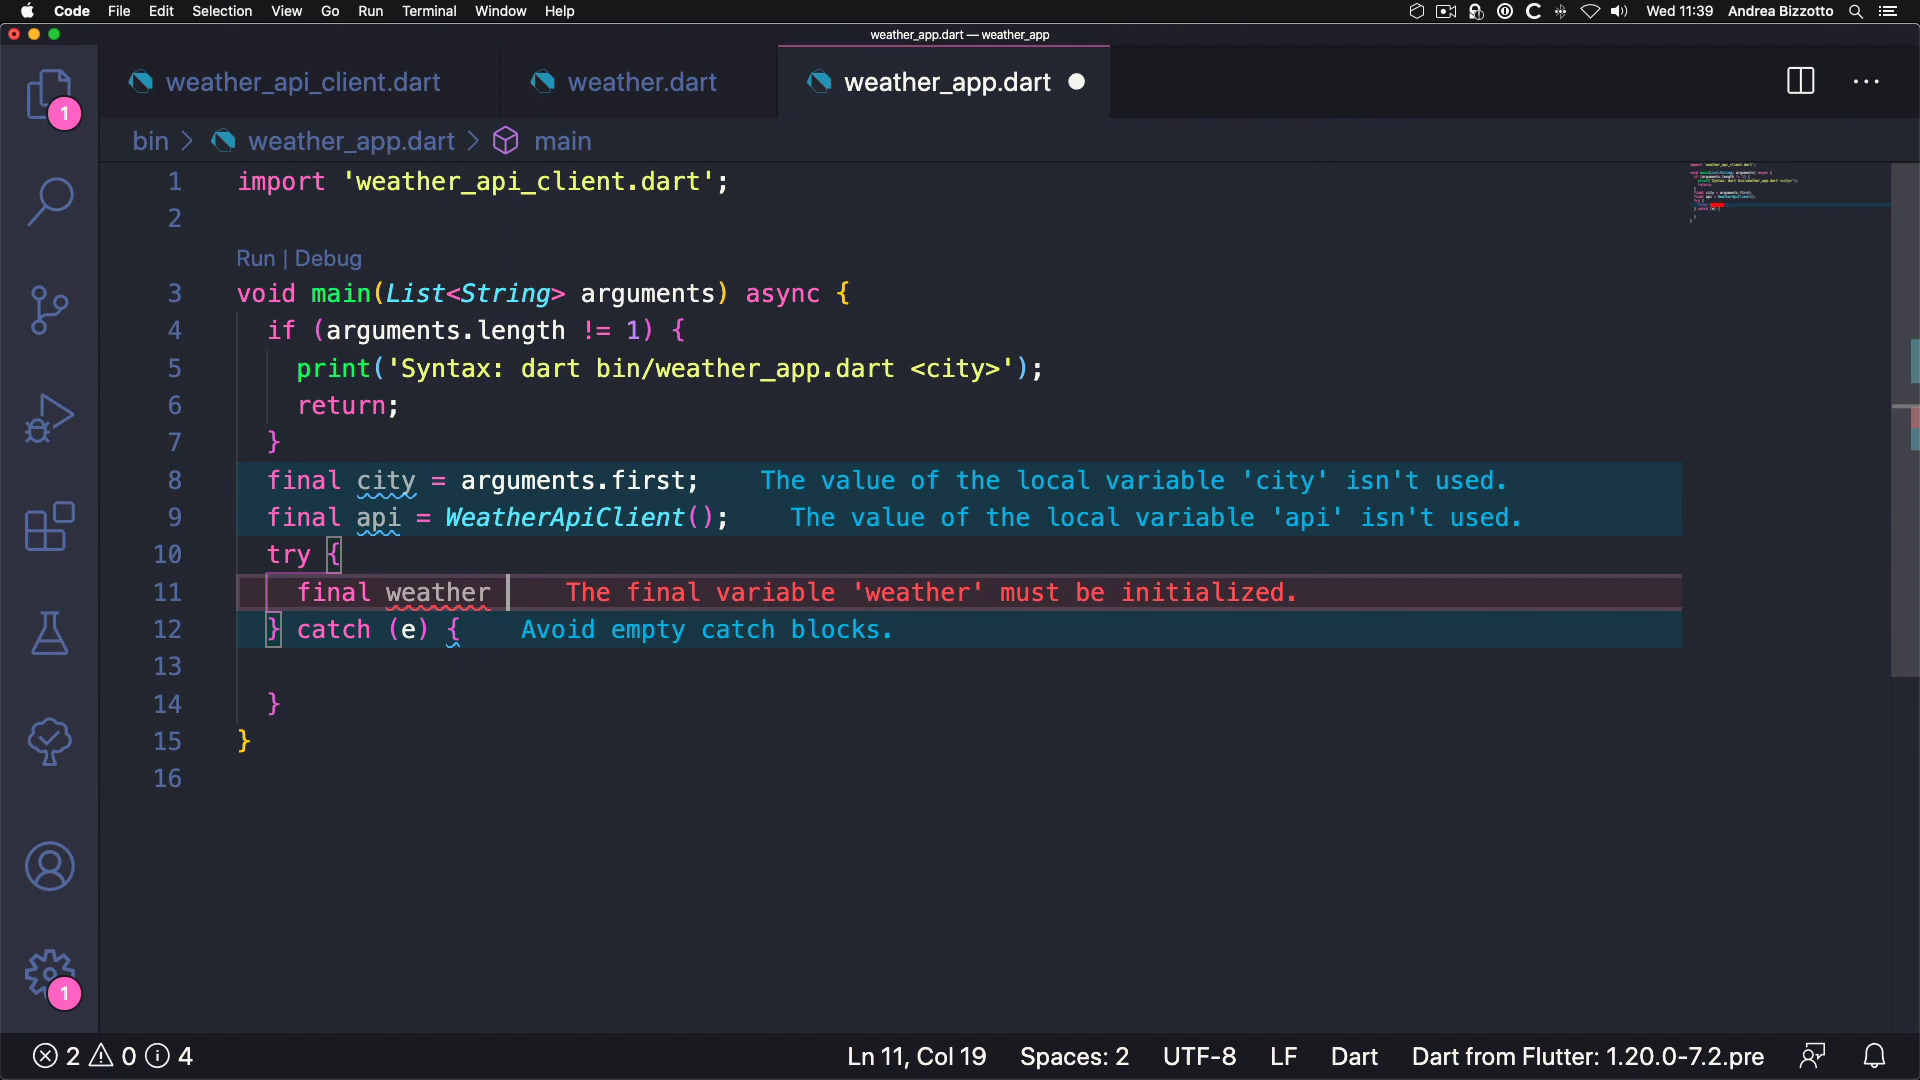 Code File Edit Selection View Go Run Terminal Window Help Wed 11:39 Andrea Bizzotto
weather_app.dart — weather_app
weather_api_client.dart weather.dart weather_app.dart
bin > weather_app.dart > main
1 import 'weather_api_client.dart';
2
Run | Debug
3 void main(List<String> arguments) async {
4 if (arguments.length != 1) {
5 print('Syntax: dart bin/weather_app.dart <city>');
6 return;
7 }
8 final city = arguments.first; The value of the local variable 'city' isn't used.
9 final api = WeatherApiClient(); The value of the local variable 'api' isn't used.
10 try {
11 final weather The final variable 'weather' must be initialized.
12 } catch (e) { Avoid empty catch blocks.
13
14 }
15 }
16
1
1
2 0 4 Ln 11, Col 19 Spaces: 2 UTF-8 LF Dart Dart from Flutter: 1.20.0-7.2.pre